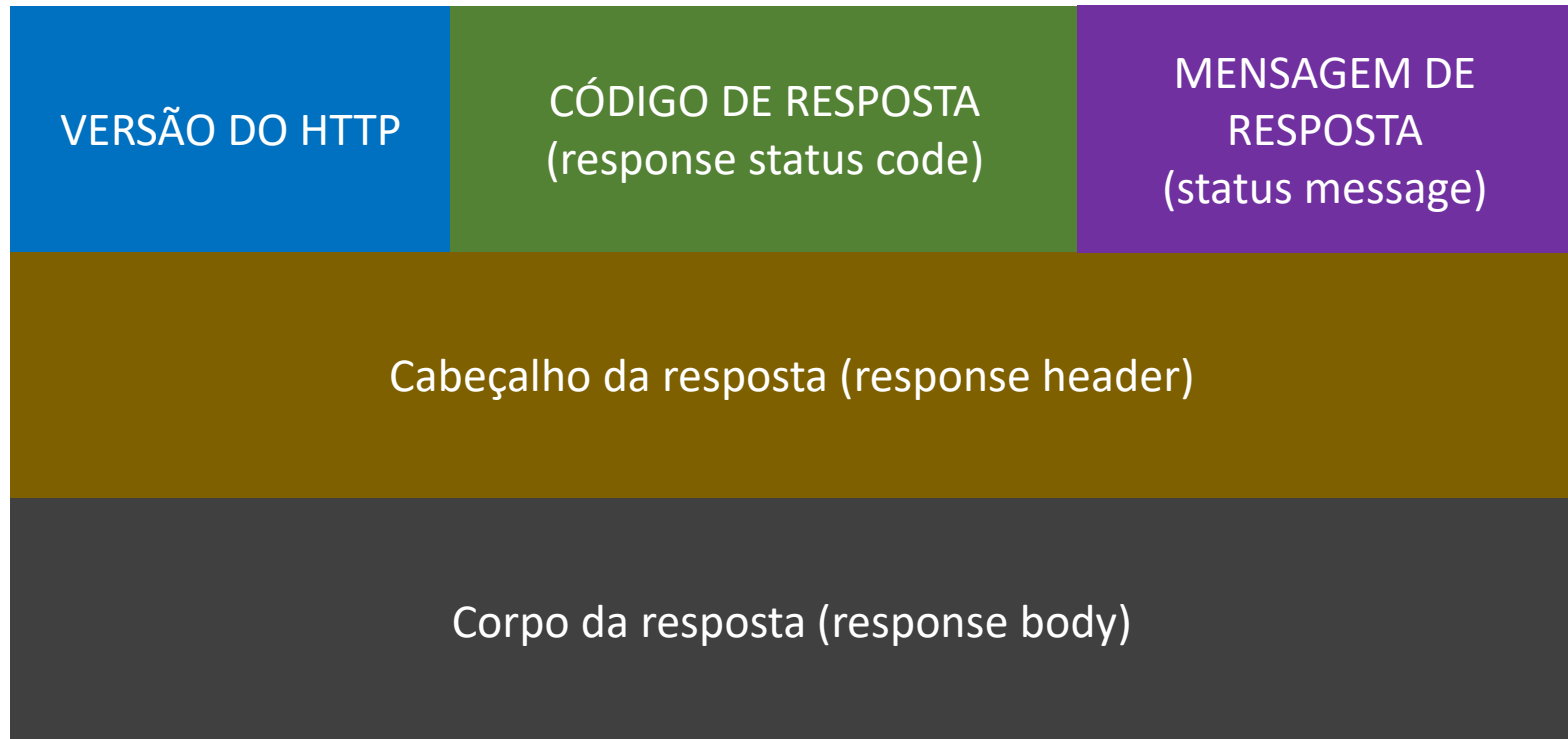 VERSÃO DO HTTP
CÓDIGO DE RESPOSTA
(response status code)
MENSAGEM DE
RESPOSTA
(status message)
Cabeçalho da resposta (response header)
Corpo da resposta (response body)